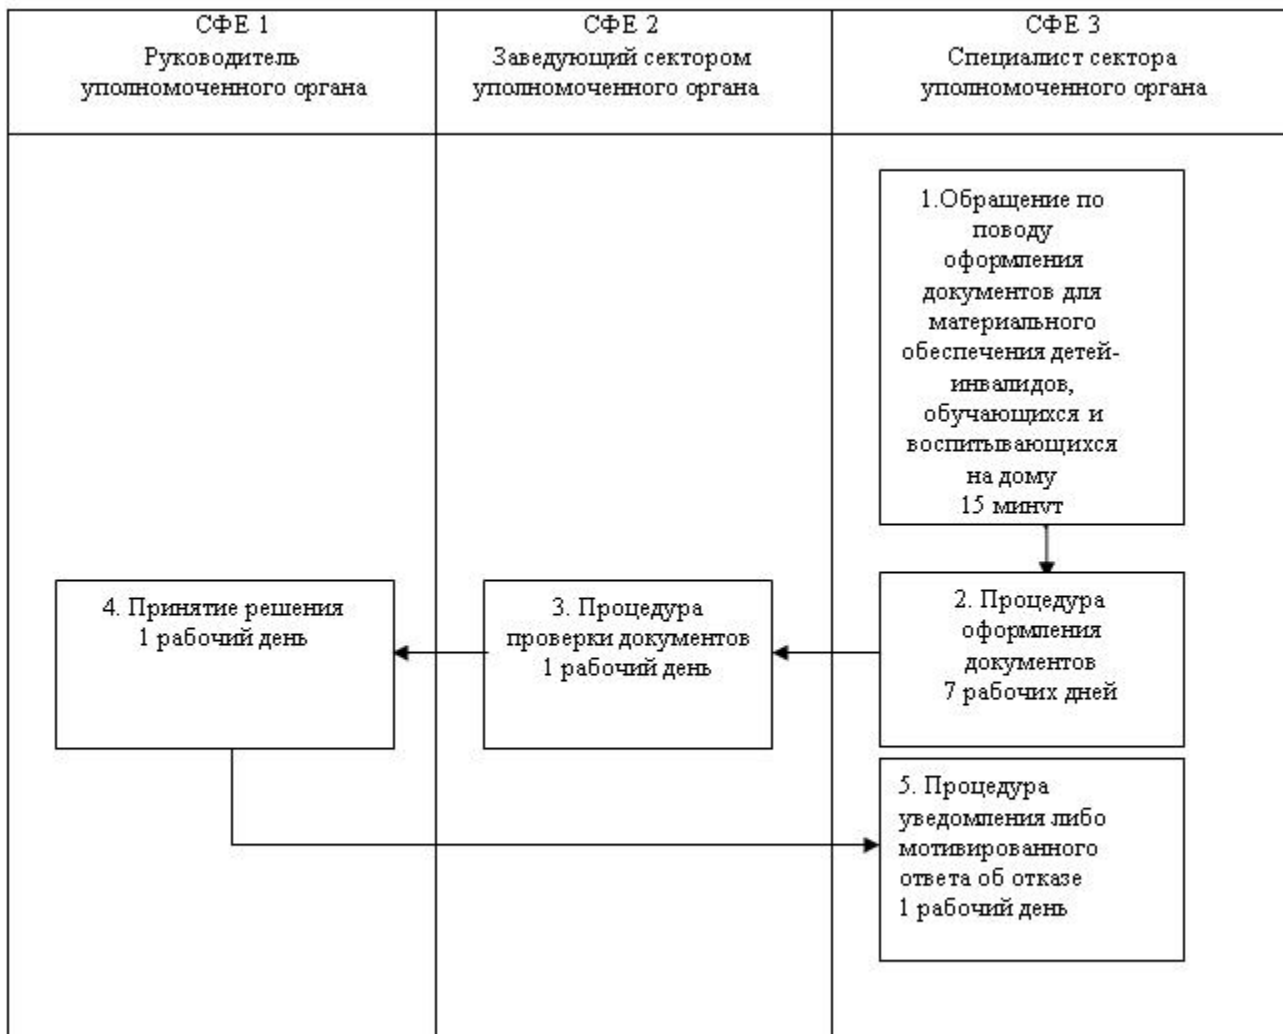 СФЕ 1
Руководитель
уполномоченного органа
СФЕ 2
Заведующий сектором
уполномоченного органа
СФЕ 3
Специалист сектора
уполномоченного органа
1.Обращение по
поводу
оформления
документов для
материального
обеспечения детей-
инвалидов,
обучающихся и
воспитывающихся
на дому
15 минут
2. Процедура
оформления
документов
7 рабочих дней
3. Процедура
проверки документов
1 рабочий день
4. Принятие решения
1 рабочий день
5. Процедура
уведомления либо
мотивированного
ответа об отказе
1 рабочий день